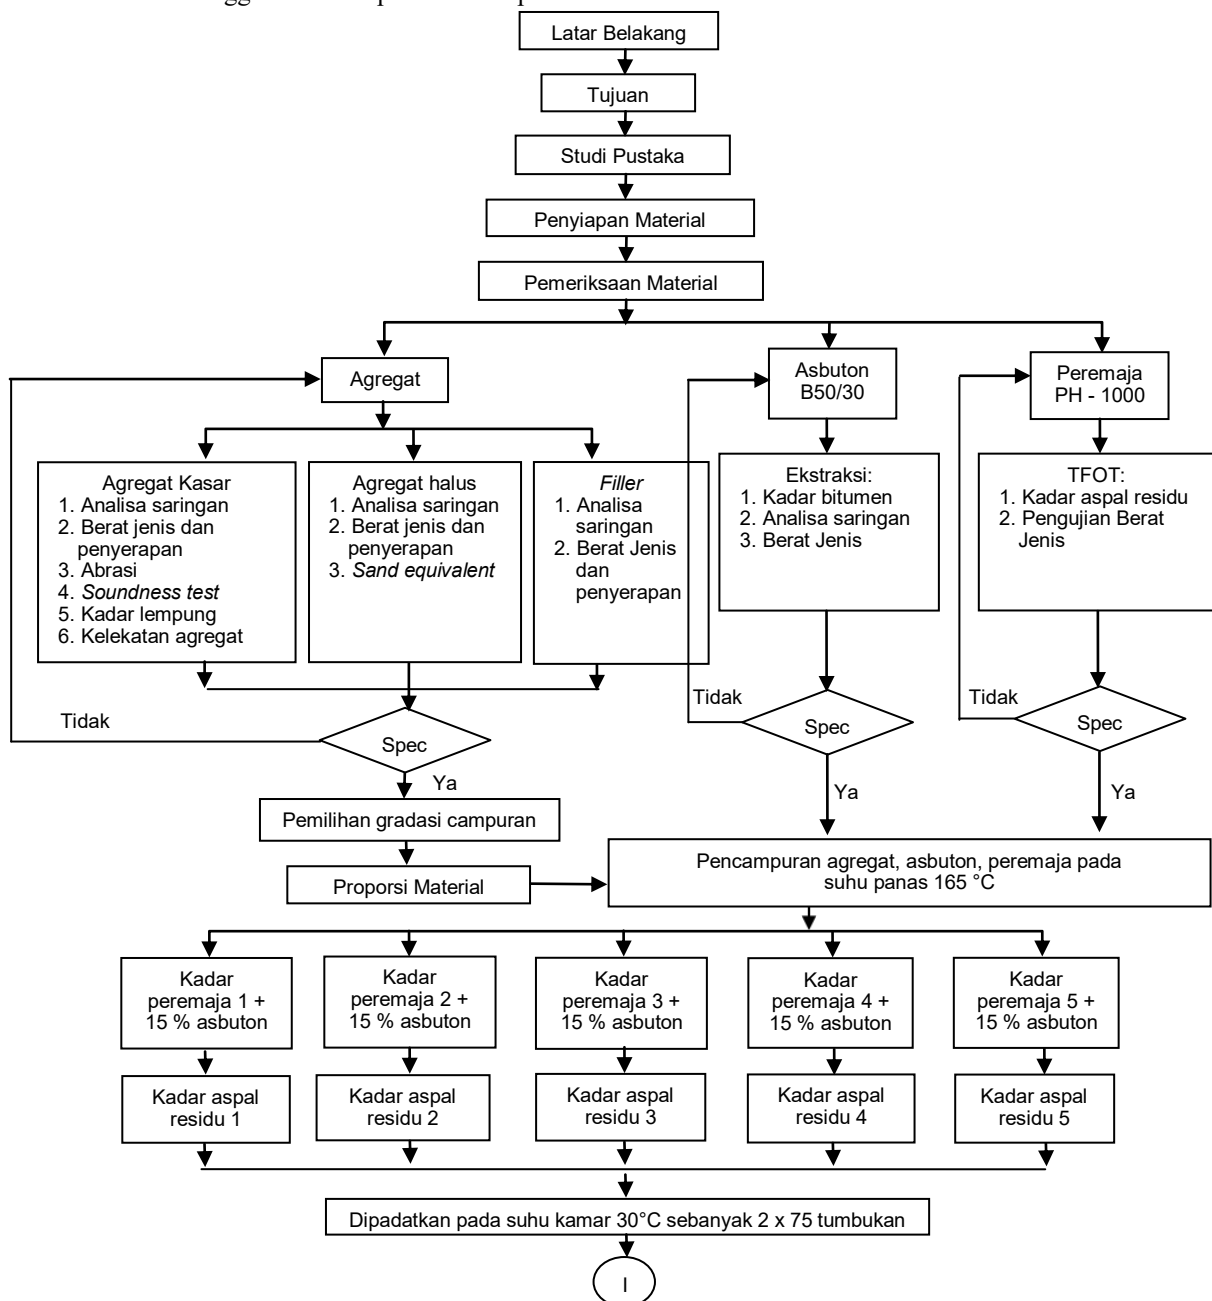 Latar Belakang
Tujuan
Studi Pustaka
Penyiapan Material
Pemeriksaan Material
Agregat
Asbuton
B50/30
Peremaja
PH - 1000
Agregat Kasar
1. Analisa saringan
2. Berat jenis dan
penyerapan
3. Abrasi
4. Soundness test
5. Kadar lempung
6. Kelekatan agregat
Agregat halus
1. Analisa saringan
2. Berat jenis dan
penyerapan
3. Sand equivalent
Filler
1. Analisa
saringan
2. Berat Jenis
dan
penyerapan
Ekstraksi:
1. Kadar bitumen
2. Analisa saringan
3. Berat Jenis
TFOT:
1. Kadar aspal residu
2. Pengujian Berat
Jenis
Tidak
Spec
Ya
Tidak
Spec
Ya
Tidak
Spec
Ya
Pemilihan gradasi campuran
Proporsi Material
Pencampuran agregat, asbuton, peremaja pada
suhu panas 165 °C
Kadar
peremaja 1 +
15 % asbuton
Kadar
peremaja 2 +
15 % asbuton
Kadar
peremaja 3 +
15 % asbuton
Kadar
peremaja 4 +
15 % asbuton
Kadar
peremaja 5 +
15 % asbuton
Kadar aspal
residu 1
Kadar aspal
residu 2
Kadar aspal
residu 3
Kadar aspal
residu 4
Kadar aspal
residu 5
Dipadatkan pada suhu kamar 30°C sebanyak 2 x 75 tumbukan
I